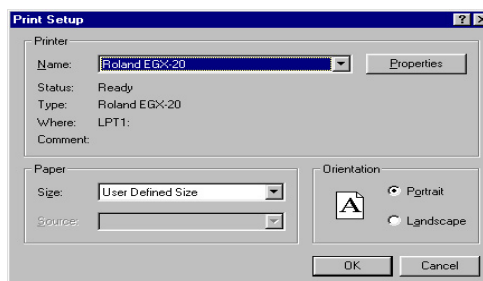 Print Setup
Printer
Name: Roland EGX-20 Properties
Status: Ready
Type: Roland EGX-20
Where: LPT1:
Comment:
Paper
Size: User Defined Size
Source:
Orientation
A
Portrait
Landscape
OK Cancel